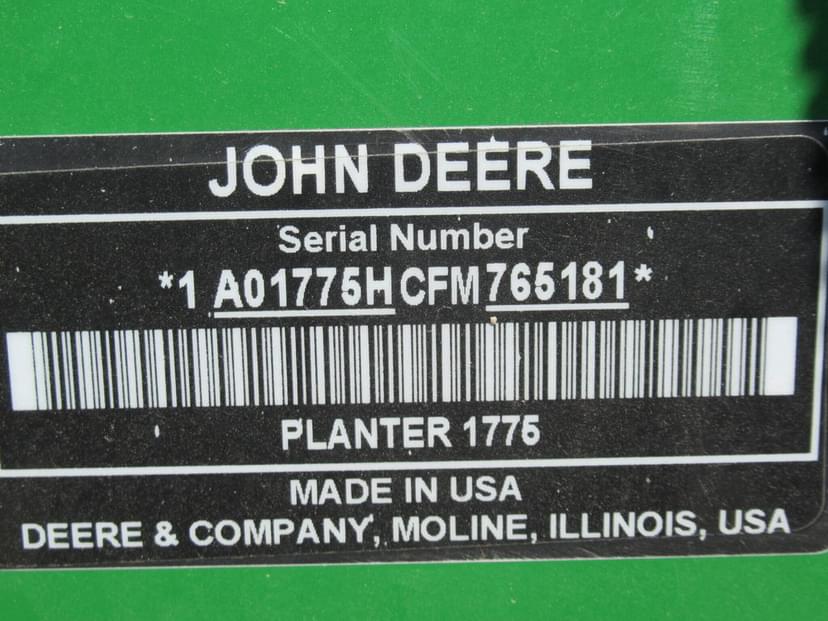 JOHN DEERE
Serial Number
*1 A01775H CFM 765181*
PLANTER 1775
MADE IN USA
DEERE & COMPANY, MOLINE, ILLINOIS, USA